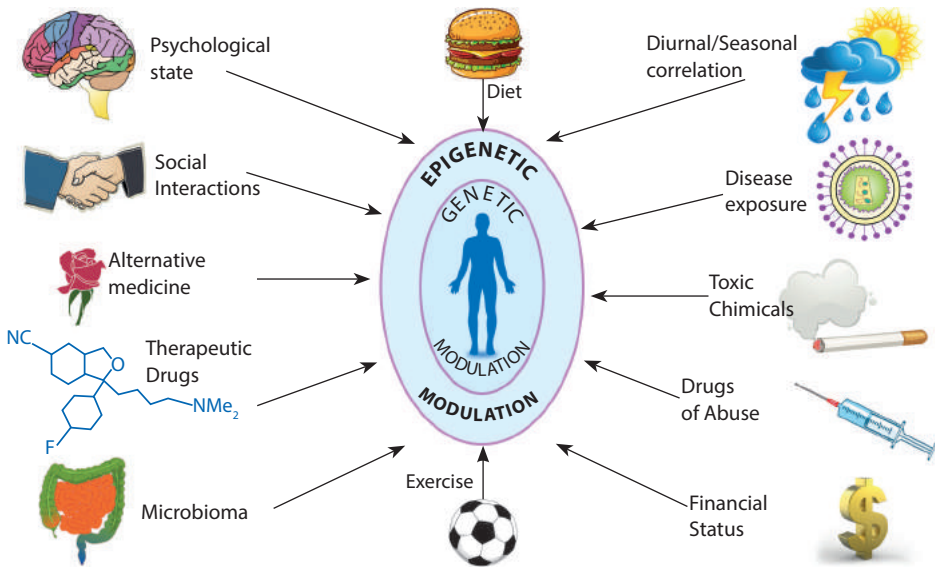 Psychological
state
Diet
Diurnal/Seasonal
correlation
Social
Interactions
EPIGENETIC
GENETIC
MODULATION
MODULATION
Disease
exposure
Alternative
medicine
Toxic
Chimicals
NC
O
NMe₂
F
Therapeutic
Drugs
Drugs
of Abuse
Microbioma
Exercise
Financial
Status
$